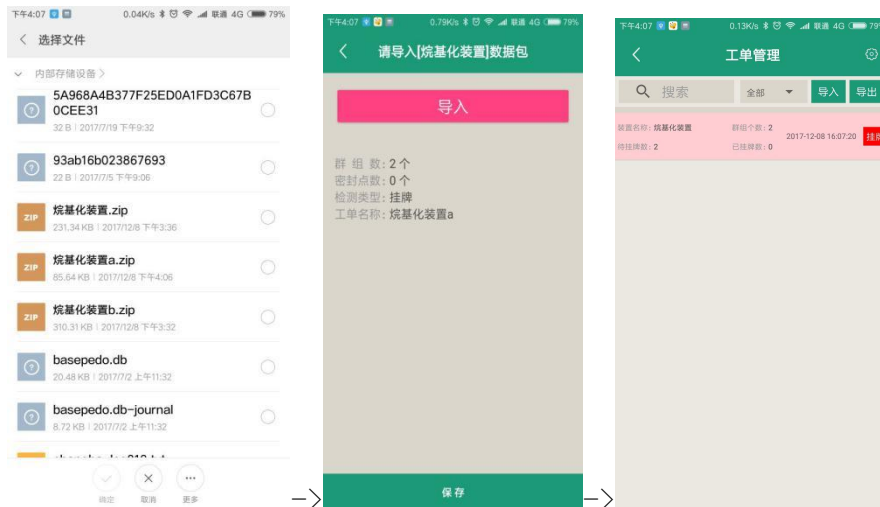 下午4:07 0.04K/s 联通 4G 79%
选择文件
内部存储设备 >
5A968A4B377F25ED0A1FD3C67B
0CEE31
32 B | 2017/7/19 下午9:32
93ab16b023867693
22 B | 2017/7/5 下午9:06
ZIP 烷基化装置.zip
231.34 KB | 2017/12/8 下午3:36
ZIP 烷基化装置a.zip
85.64 KB | 2017/12/8 下午4:06
ZIP 烷基化装置b.zip
310.31 KB | 2017/12/8 下午3:32
basepedo.db
20.48 KB | 2017/7/2 上午11:32
basepedo.db-journal
8.72 KB | 2017/7/2 上午11:32
确定 取消 更多
下午4:07 0.79K/s 联通 4G 79%
请导入[烷基化装置]数据包
导入
群 组 数: 2 个
密封点数: 0 个
检测类型: 挂牌
工单名称: 烷基化装置a
保存
下午4:07 0.13K/s 联通 4G 79%
工单管理
搜索 全部 导入 导出
装置名称: 烷基化装置 群组个数: 2 2017-12-08 16:07:20 挂牌
待挂牌数: 2 已挂牌数: 0